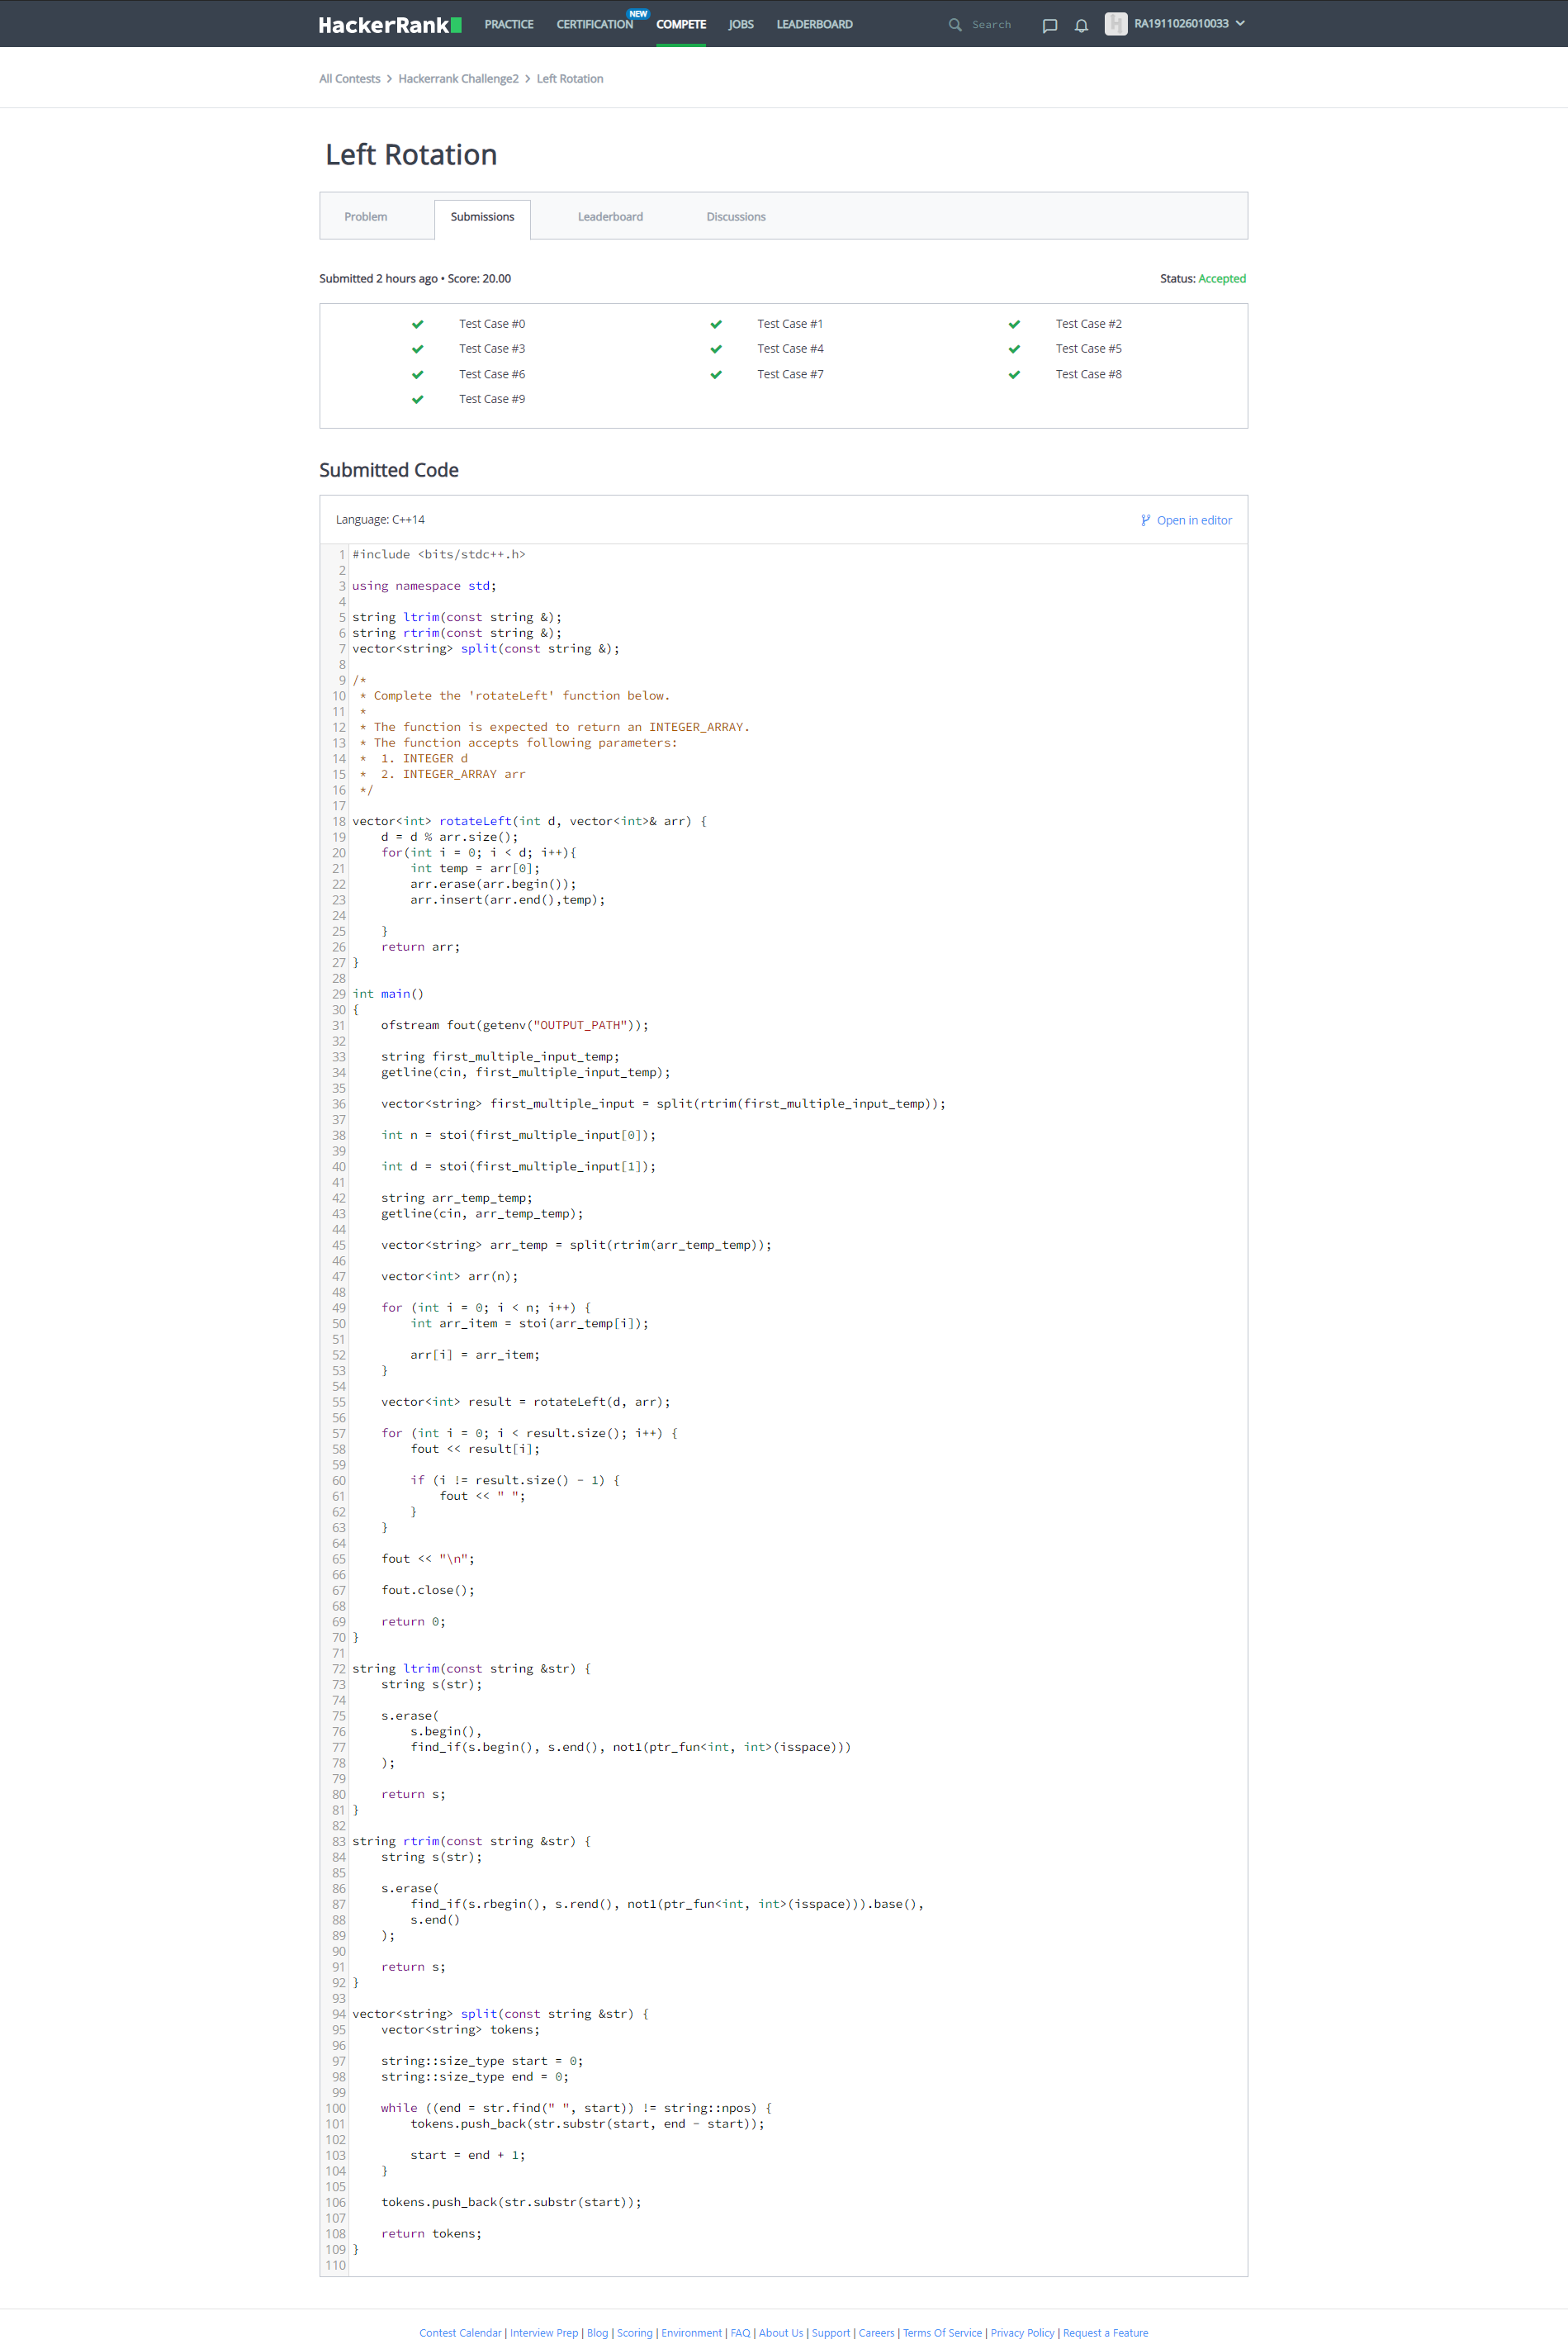 HackerRank PRACTICE CERTIFICATION NEW COMPETE JOBS LEADERBOARD Search RA1911026010033
All Contests > Hackerrank Challenge2 > Left Rotation
Left Rotation
Problem Submissions Leaderboard Discussions
Submitted 2 hours ago • Score: 20.00 Status: Accepted
Test Case #0 Test Case #1 Test Case #2
Test Case #3 Test Case #4 Test Case #5
Test Case #6 Test Case #7 Test Case #8
Test Case #9
Submitted Code
Language: C++14 Open in editor
1 #include <bits/stdc++.h>
2
3 using namespace std;
4
5 string ltrim(const string &);
6 string rtrim(const string &);
7 vector<string> split(const string &);
8
9 /*
10  * Complete the 'rotateLeft' function below.
11  *
12  * The function is expected to return an INTEGER_ARRAY.
13  * The function accepts following parameters:
14  *  1. INTEGER d
15  *  2. INTEGER_ARRAY arr
16  */
17
18 vector<int> rotateLeft(int d, vector<int>& arr) {
19     d = d % arr.size();
20     for(int i = 0; i < d; i++){
21         int temp = arr[0];
22         arr.erase(arr.begin());
23         arr.insert(arr.end(),temp);
24
25     }
26     return arr;
27 }
28
29 int main()
30 {
31     ofstream fout(getenv("OUTPUT_PATH"));
32
33     string first_multiple_input_temp;
34     getline(cin, first_multiple_input_temp);
35
36     vector<string> first_multiple_input = split(rtrim(first_multiple_input_temp));
37
38     int n = stoi(first_multiple_input[0]);
39
40     int d = stoi(first_multiple_input[1]);
41
42     string arr_temp_temp;
43     getline(cin, arr_temp_temp);
44
45     vector<string> arr_temp = split(rtrim(arr_temp_temp));
46
47     vector<int> arr(n);
48
49     for (int i = 0; i < n; i++) {
50         int arr_item = stoi(arr_temp[i]);
51
52         arr[i] = arr_item;
53     }
54
55     vector<int> result = rotateLeft(d, arr);
56
57     for (int i = 0; i < result.size(); i++) {
58         fout << result[i];
59
60         if (i != result.size() - 1) {
61             fout << " ";
62         }
63     }
64
65     fout << "\n";
66
67     fout.close();
68
69     return 0;
70 }
71
72 string ltrim(const string &str) {
73     string s(str);
74
75     s.erase(
76         s.begin(),
77         find_if(s.begin(), s.end(), not1(ptr_fun<int, int>(isspace)))
78     );
79
80     return s;
81 }
82
83 string rtrim(const string &str) {
84     string s(str);
85
86     s.erase(
87         find_if(s.rbegin(), s.rend(), not1(ptr_fun<int, int>(isspace))).base(),
88         s.end()
89     );
90
91     return s;
92 }
93
94 vector<string> split(const string &str) {
95     vector<string> tokens;
96
97     string::size_type start = 0;
98     string::size_type end = 0;
99
100     while ((end = str.find(" ", start)) != string::npos) {
101         tokens.push_back(str.substr(start, end - start));
102
103         start = end + 1;
104     }
105
106     tokens.push_back(str.substr(start));
107
108     return tokens;
109 }
110
Contest Calendar | Interview Prep | Blog | Scoring | Environment | FAQ | About Us | Support | Careers | Terms Of Service | Privacy Policy | Request a Feature